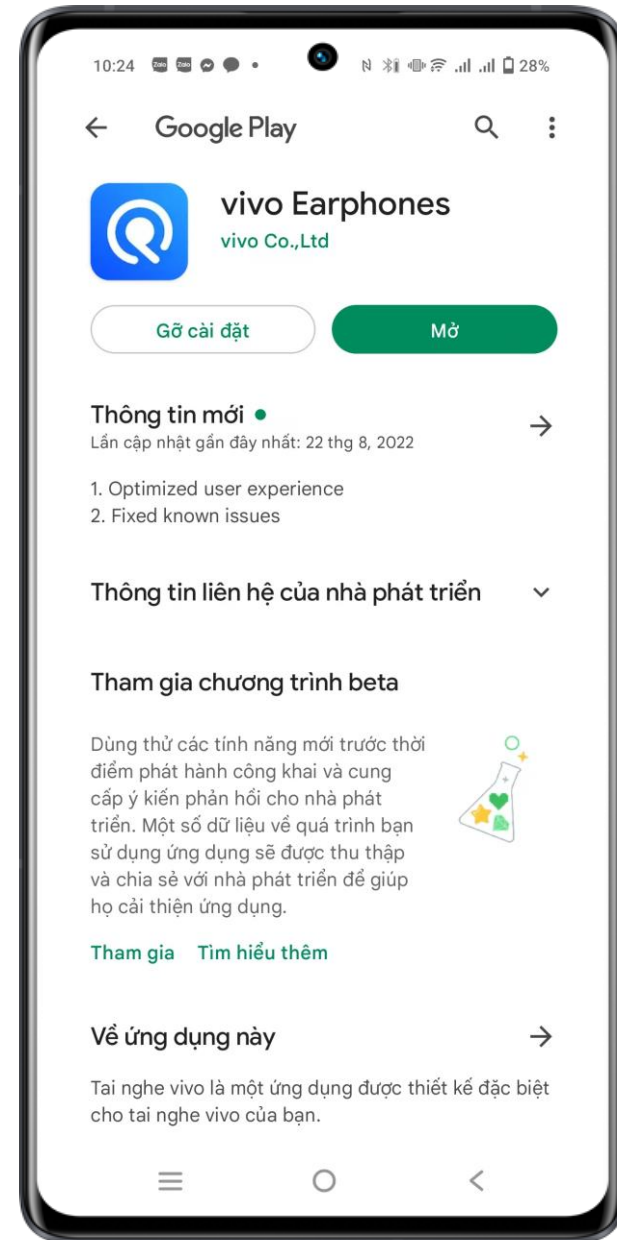 10:24 Zalo Zalo 28%
Google Play
vivo Earphones
vivo Co.,Ltd
Gỡ cài đặt
Mở
Thông tin mới
Lần cập nhật gần đây nhất: 22 thg 8, 2022
1. Optimized user experience
2. Fixed known issues
Thông tin liên hệ của nhà phát triển
Tham gia chương trình beta
Dùng thử các tính năng mới trước thời
điểm phát hành công khai và cung
cấp ý kiến phản hồi cho nhà phát
triển. Một số dữ liệu về quá trình bạn
sử dụng ứng dụng sẽ được thu thập
và chia sẻ với nhà phát triển để giúp
họ cải thiện ứng dụng.
Tham gia Tìm hiểu thêm
Về ứng dụng này
Tai nghe vivo là một ứng dụng được thiết kế đặc biệt
cho tai nghe vivo của bạn.